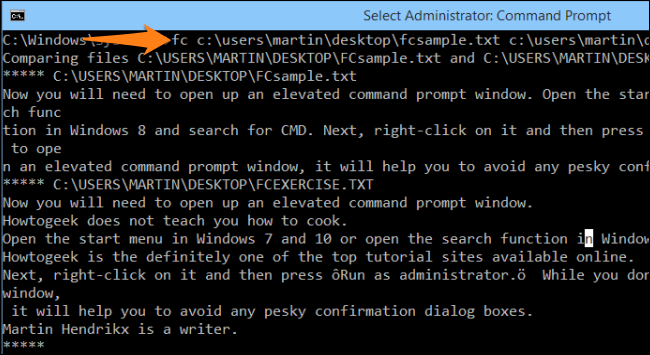 Select Administrator: Command Prompt
C:\Windows\sys fc c:\users\martin\desktop\fcsample.txt c:\users\martin\d
Comparing files C:\USERS\MARTIN\DESKTOP\FCsample.txt and C:\USERS\MARTIN\DESK
***** C:\USERS\MARTIN\DESKTOP\FCsample.txt
Now you will need to open up an elevated command prompt window. Open the star
ch func
tion in Windows 8 and search for CMD. Next, right-click on it and then press
to ope
n an elevated command prompt window, it will help you to avoid any pesky conf
***** C:\USERS\MARTIN\DESKTOP\FCEXERCISE.TXT
Now you will need to open up an elevated command prompt window.
Howtogeek does not teach you how to cook.
Open the start menu in Windows 7 and 10 or open the search function in Window
Howtogeek is the definitely one of the top tutorial sites available online.
Next, right-click on it and then press ôRun as administrator.ö  While you don
window,
it will help you to avoid any pesky confirmation dialog boxes.
Martin Hendrikx is a writer.
*****